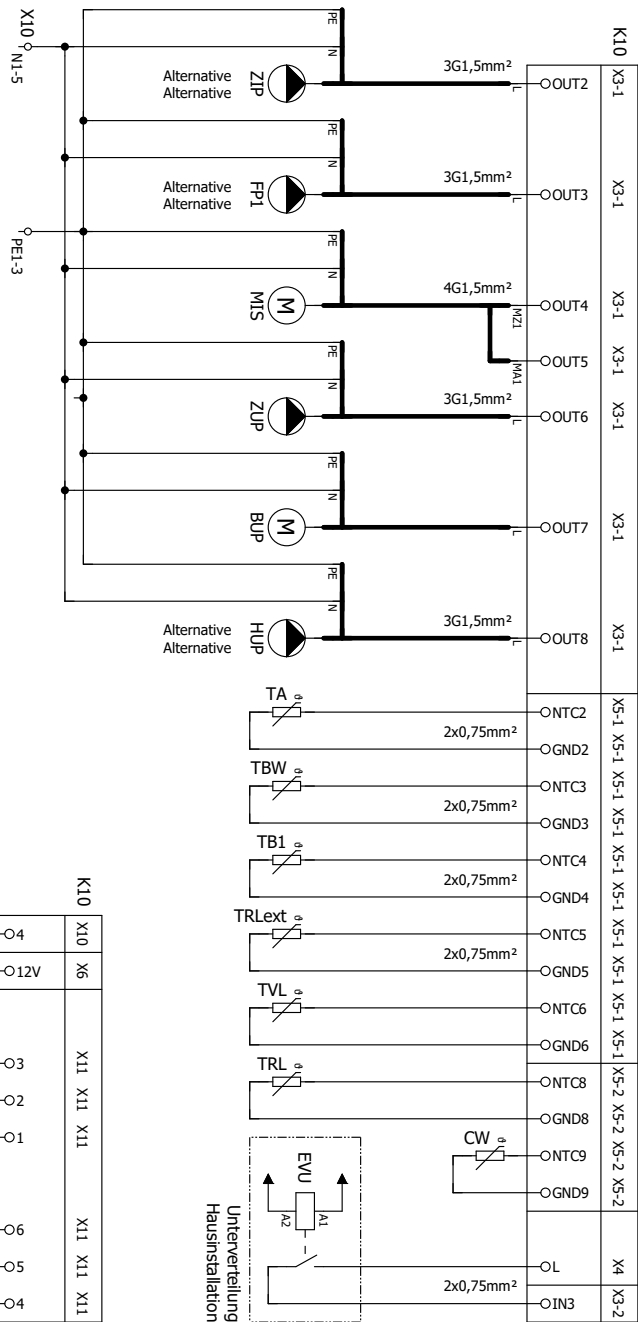 X10
N1-5
PE1-3
K10
PE
N
ZIP
Alternative
Alternative
3G1,5mm²
L
OUT2
X3-1
PE
N
FP1
Alternative
Alternative
3G1,5mm²
L
OUT3
X3-1
PE
N
M
MIS
4G1,5mm²
MZ1
OUT4
X3-1
MA1
OUT5
X3-1
PE
N
ZUP
3G1,5mm²
L
OUT6
X3-1
PE
N
M
BUP
L
OUT7
X3-1
PE
N
HUP
Alternative
Alternative
3G1,5mm²
L
OUT8
X3-1
TA
ϑ
NTC2
X5-1
2x0,75mm²
GND2
X5-1
TBW
ϑ
NTC3
X5-1
2x0,75mm²
GND3
X5-1
TB1
ϑ
NTC4
X5-1
2x0,75mm²
GND4
X5-1
TRLext
ϑ
NTC5
X5-1
2x0,75mm²
GND5
X5-1
TVL
ϑ
NTC6
X5-1
GND6
X5-1
TRL
ϑ
NTC8
X5-2
GND8
X5-2
CW
ϑ
NTC9
X5-2
GND9
X5-2
EVU
A1
A2
Unterverteilung
Hausinstallation
L
X4
2x0,75mm²
IN3
X3-2
K10
4
X10
12V
X6
3
X11
2
X11
1
X11
6
X11
5
X11
4
X11